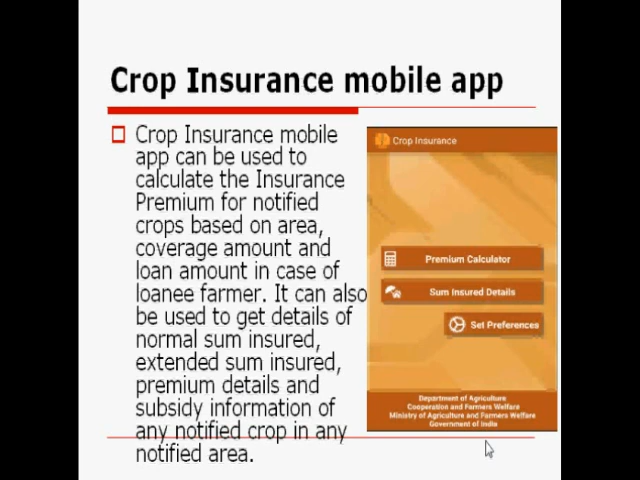 Crop Insurance mobile app
Crop Insurance mobile
app can be used to
calculate the Insurance
Premium for notified
crops based on area,
coverage amount and
loan amount in case of
loanee farmer. It can also
be used to get details of
normal sum insured,
extended sum insured,
premium details and
subsidy information of
any notified crop in any
notified area.
Crop Insurance
Premium Calculator
Sum Insured Details
Set Preferences
Department of Agriculture
Cooperation and Farmers Welfare
Ministry of Agriculture and Farmers Welfare
Government of India